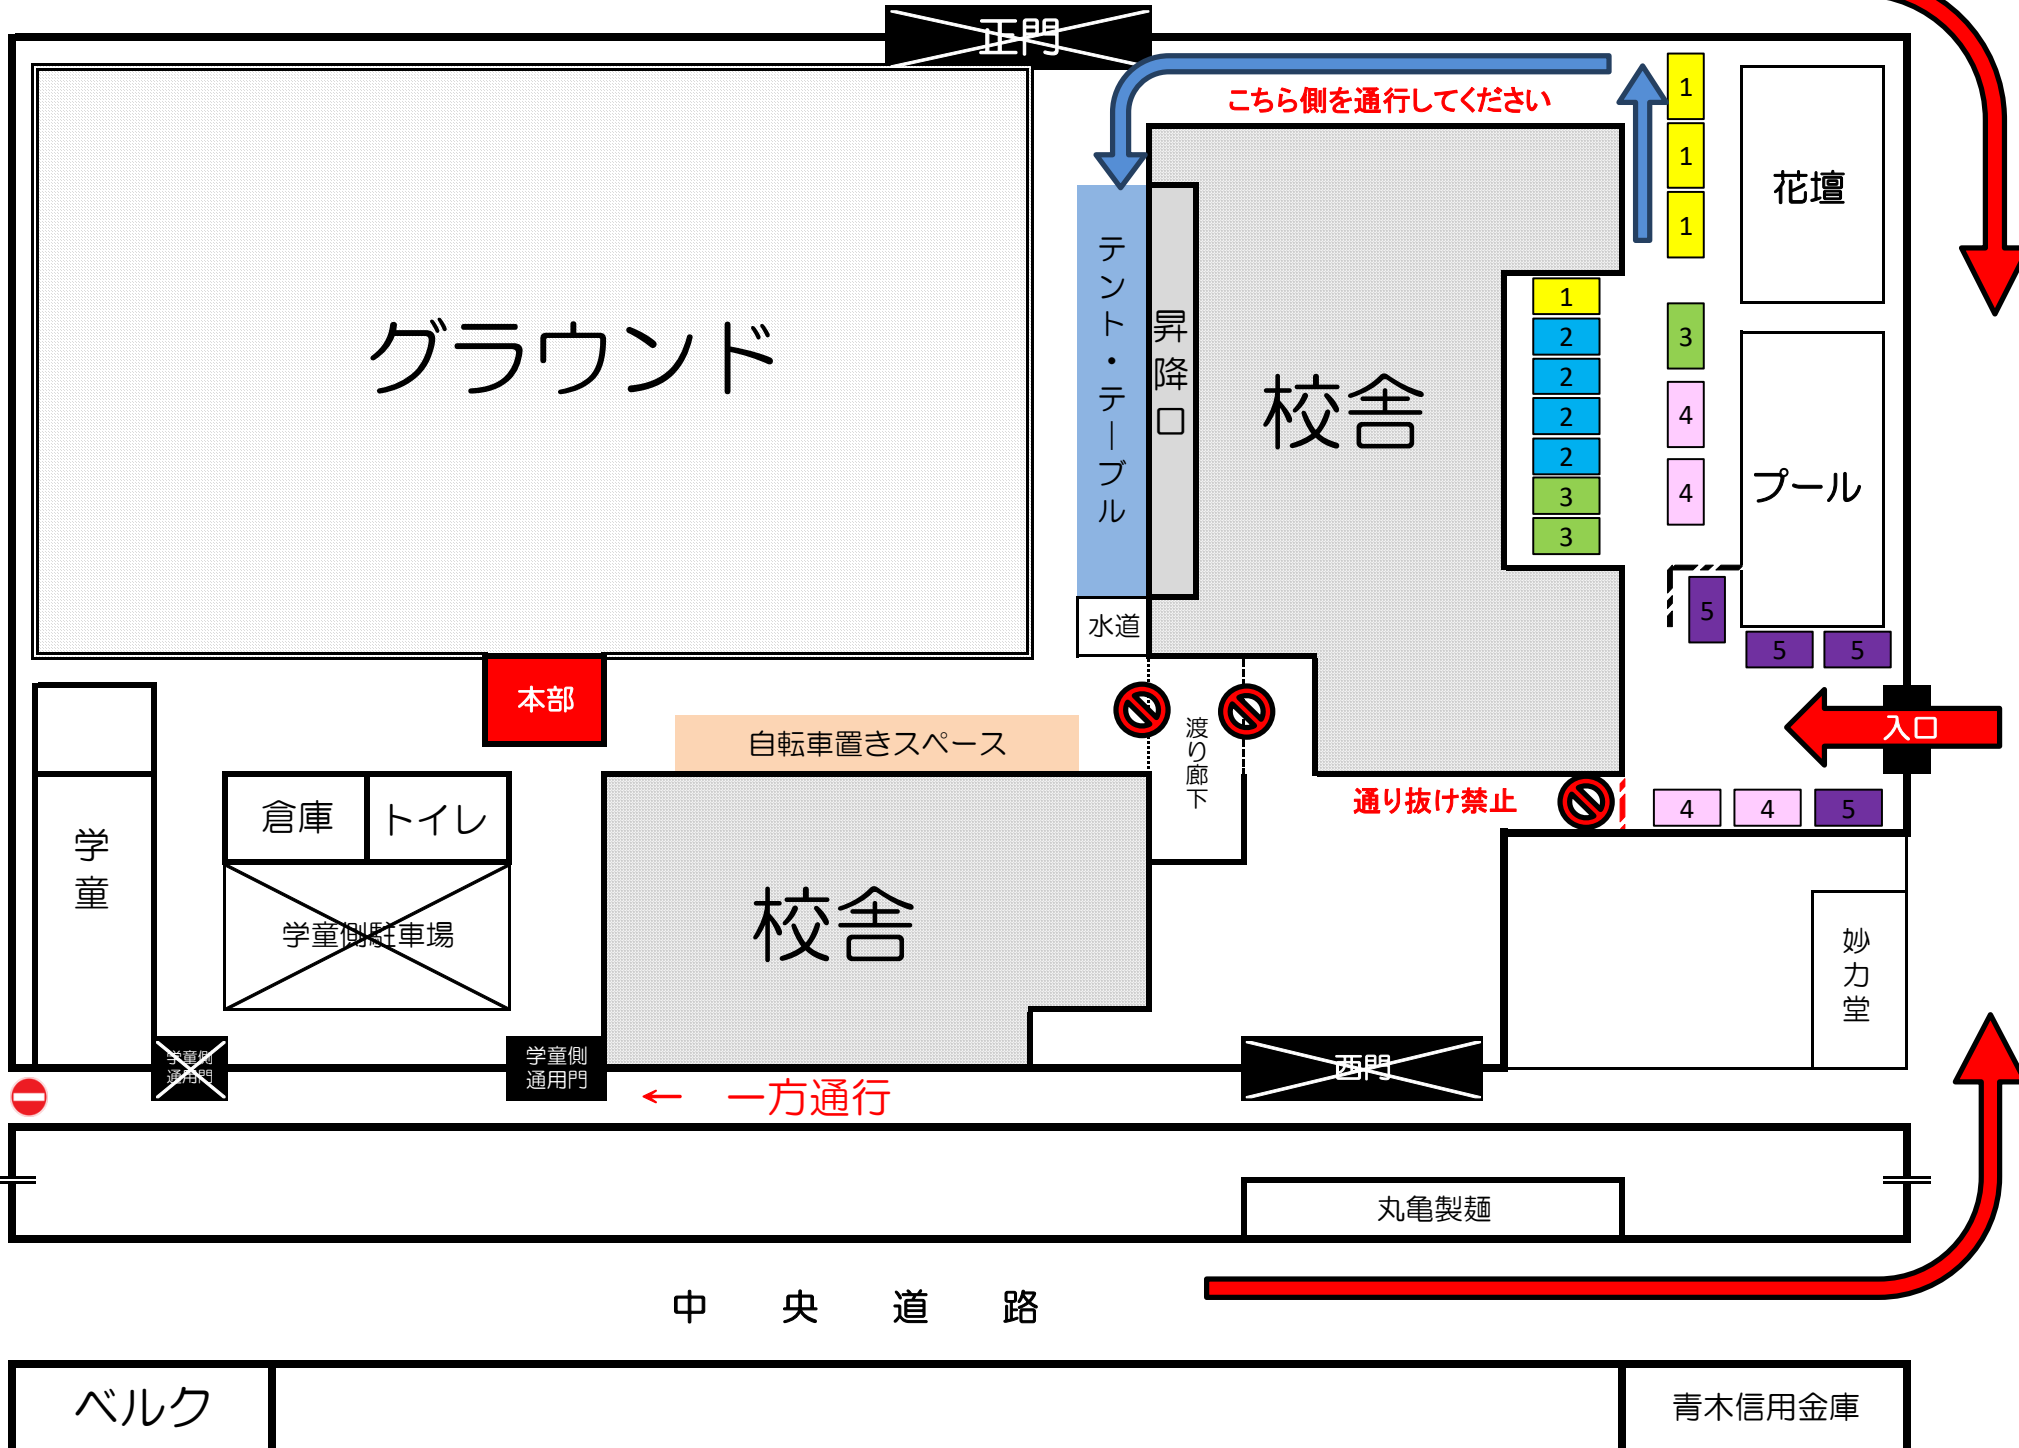 正門
こちら側を通行してください
1
1
1
花壇
グラウンド
テント・テーブル
昇降口
校舎
1
2
2
2
2
3
3
3
4
4
プール
水道
5
5
5
本部
自転車置きスペース
渡り廊下
入口
通り抜け禁止
4
4
5
倉庫
トイレ
学童
学童側駐車場
校舎
妙力堂
学童側
通用門
学童側
通用門
西門
← 一方通行
丸亀製麺
中央道路
ベルク
青木信用金庫